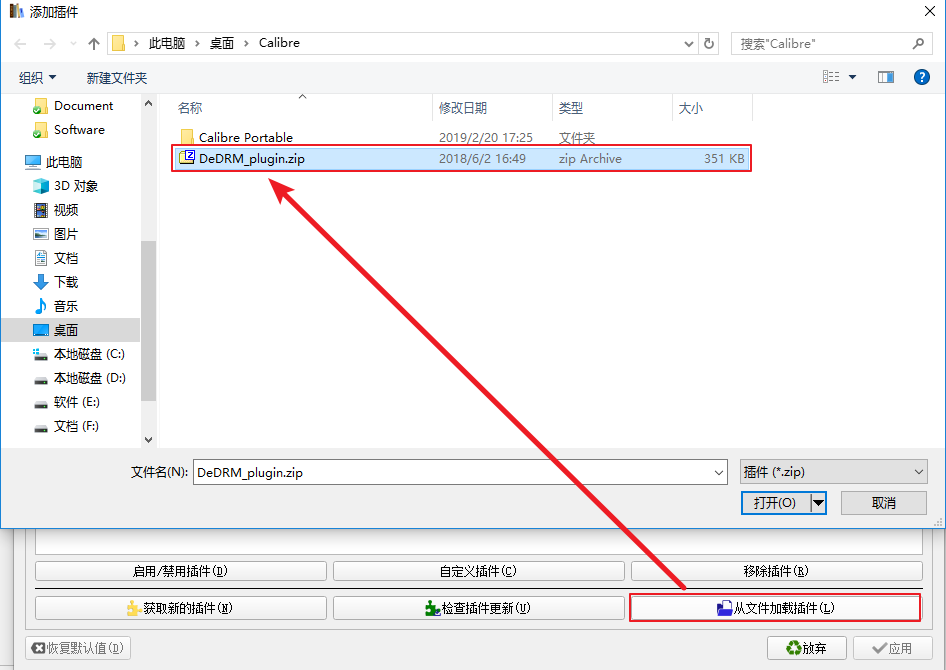 添加插件
此电脑 桌面 Calibre 搜索"Calibre"
组织 新建文件夹
Document
Software
此电脑
3D 对象
视频
图片
文档
下载
音乐
桌面
本地磁盘 (C:)
本地磁盘 (D:)
软件 (E:)
文档 (F:)
名称 修改日期 类型 大小
Calibre Portable 2019/2/20 17:25 文件夹
DeDRM_plugin.zip 2018/6/2 16:49 zip Archive 351 KB
文件名(N): DeDRM_plugin.zip 插件 (*.zip)
打开(O) 取消
启用/禁用插件(D) 自定义插件(C) 移除插件(R)
获取新的插件(N) 检查插件更新(U) 从文件加载插件(L)
恢复默认值(D) 放弃 应用